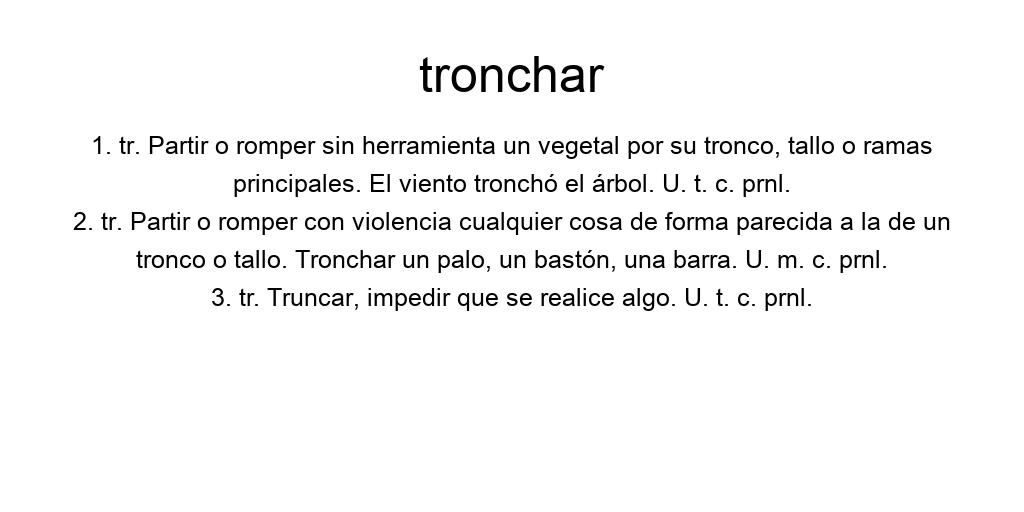 tronchar
1. tr. Partir o romper sin herramienta un vegetal por su tronco, tallo o ramas
principales. El viento tronchó el árbol. U. t. c. prnl.
2. tr. Partir o romper con violencia cualquier cosa de forma parecida a la de un
tronco o tallo. Tronchar un palo, un bastón, una barra. U. m. c. prnl.
3. tr. Truncar, impedir que se realice algo. U. t. c. prnl.